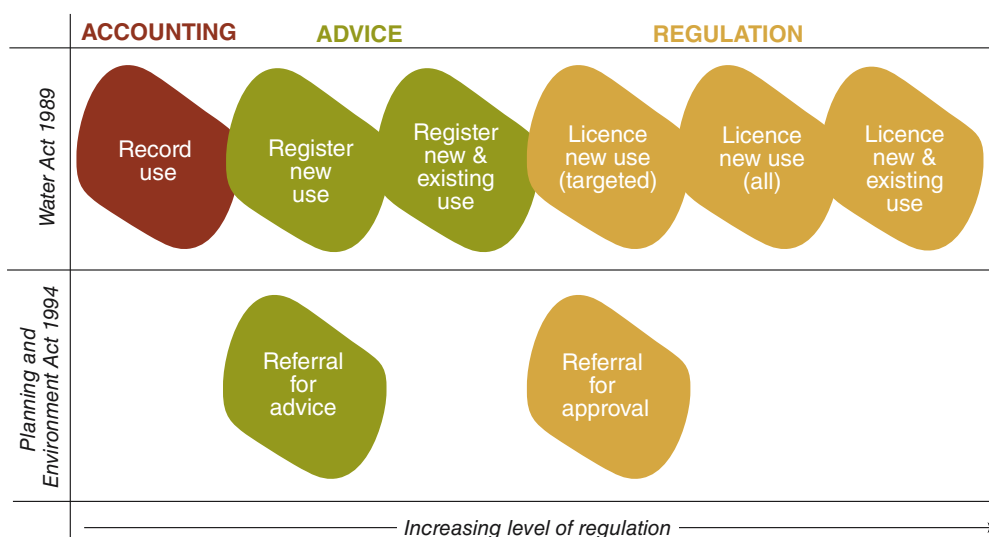 ACCOUNTING
ADVICE
REGULATION
Water Act 1989
Record
use
Register
new
use
Register
new &
existing
use
Licence
new use
(targeted)
Licence
new use
(all)
Licence
new &
existing
use
Planning and
Environment Act 1994
Referral
for
advice
Referral
for
approval
Increasing level of regulation